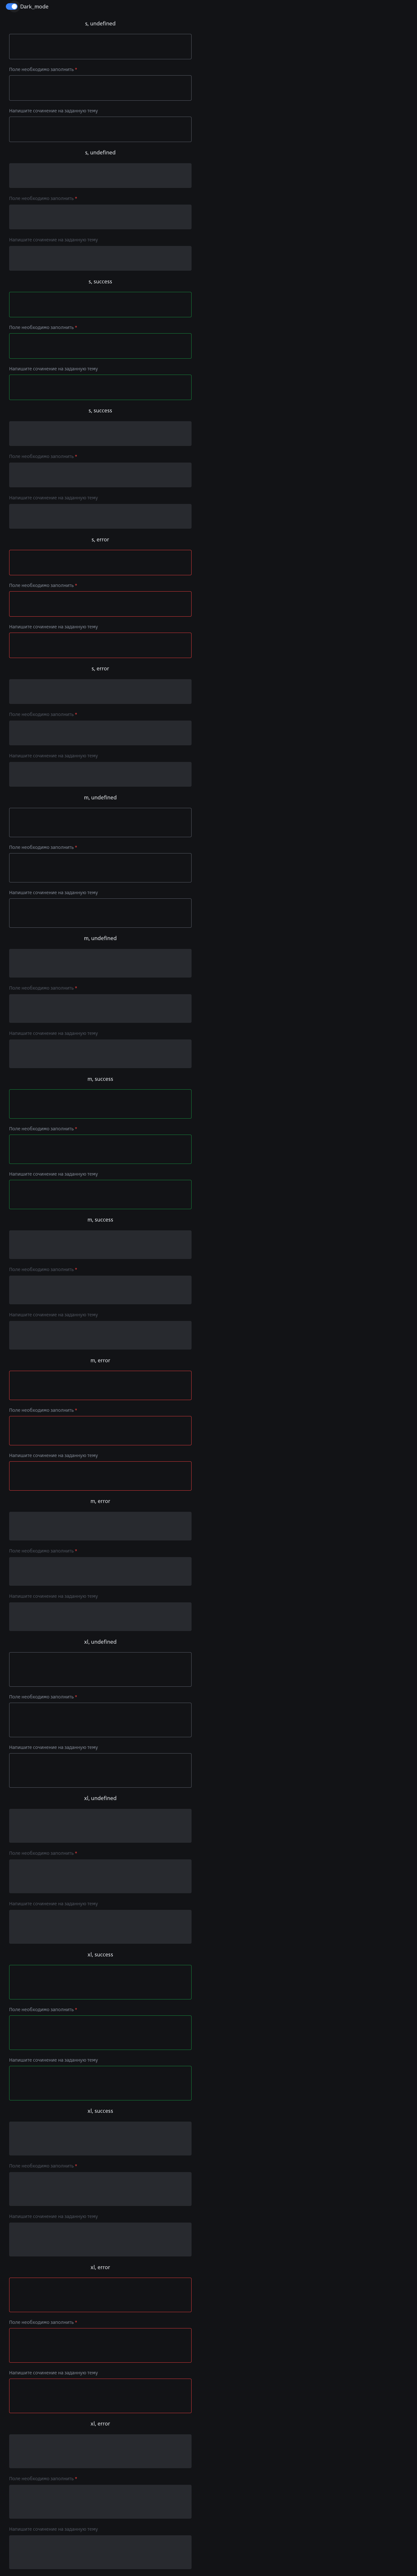 Dark_mode
s, undefined
Поле необходимо заполнить *
Напишите сочинение на заданную тему
s, undefined
Поле необходимо заполнить *
Напишите сочинение на заданную тему
s, success
Поле необходимо заполнить *
Напишите сочинение на заданную тему
s, success
Поле необходимо заполнить *
Напишите сочинение на заданную тему
s, error
Поле необходимо заполнить *
Напишите сочинение на заданную тему
s, error
Поле необходимо заполнить *
Напишите сочинение на заданную тему
m, undefined
Поле необходимо заполнить *
Напишите сочинение на заданную тему
m, undefined
Поле необходимо заполнить *
Напишите сочинение на заданную тему
m, success
Поле необходимо заполнить *
Напишите сочинение на заданную тему
m, success
Поле необходимо заполнить *
Напишите сочинение на заданную тему
m, error
Поле необходимо заполнить *
Напишите сочинение на заданную тему
m, error
Поле необходимо заполнить *
Напишите сочинение на заданную тему
xl, undefined
Поле необходимо заполнить *
Напишите сочинение на заданную тему
xl, undefined
Поле необходимо заполнить *
Напишите сочинение на заданную тему
xl, success
Поле необходимо заполнить *
Напишите сочинение на заданную тему
xl, success
Поле необходимо заполнить *
Напишите сочинение на заданную тему
xl, error
Поле необходимо заполнить *
Напишите сочинение на заданную тему
xl, error
Поле необходимо заполнить *
Напишите сочинение на заданную тему